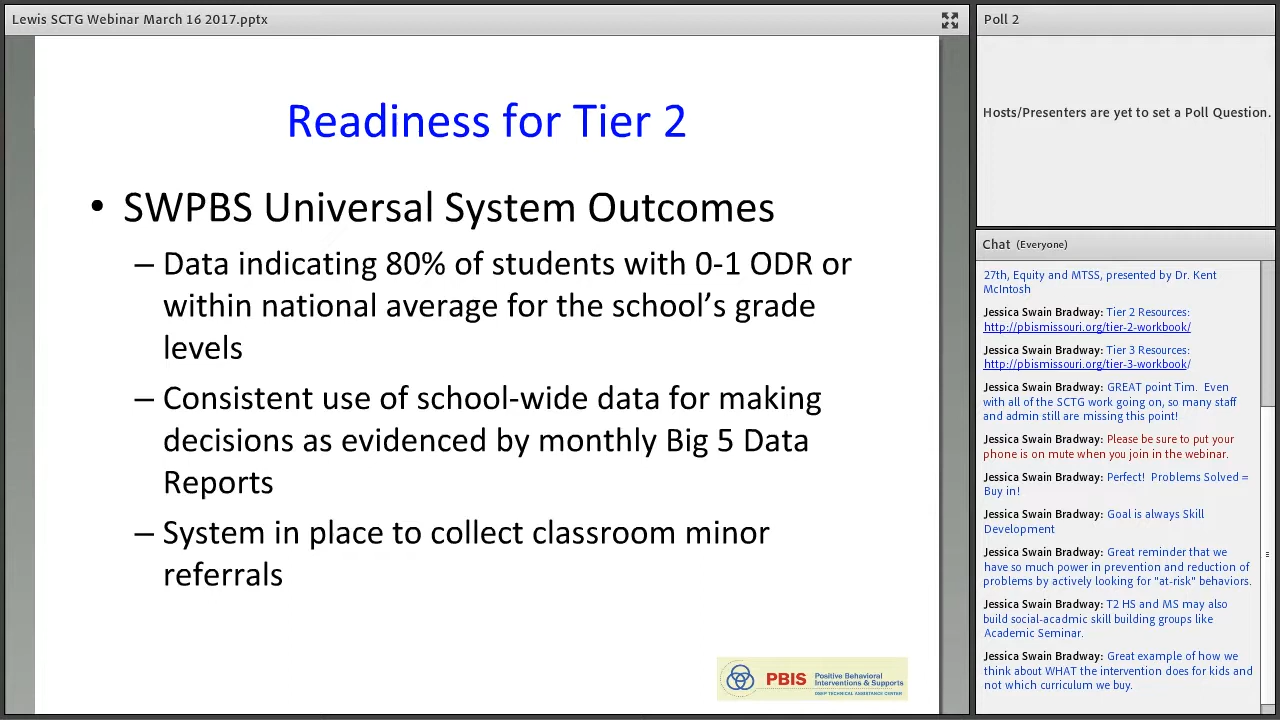 Lewis SCTG Webinar March 16 2017.pptx
Readiness for Tier 2
• SWPBS Universal System Outcomes
– Data indicating 80% of students with 0-1 ODR or
within national average for the school’s grade
levels
– Consistent use of school-wide data for making
decisions as evidenced by monthly Big 5 Data
Reports
– System in place to collect classroom minor
referrals
PBIS
Positive Behavioral
Interventions & Supports
OSEP TECHNICAL ASSISTANCE CENTER
Poll 2
Hosts/Presenters are yet to set a Poll Question.
Chat (Everyone)
27th, Equity and MTSS, presented by Dr. Kent
McIntosh
Jessica Swain Bradway: Tier 2 Resources:
http://pbismissouri.org/tier-2-workbook/
Jessica Swain Bradway: Tier 3 Resources:
http://pbismissouri.org/tier-3-workbook/
Jessica Swain Bradway: GREAT point Tim. Even
with all of the SCTG work going on, so many staff
and admin still are missing this point!
Jessica Swain Bradway: Please be sure to put your
phone is on mute when you join in the webinar.
Jessica Swain Bradway: Perfect! Problems Solved =
Buy in!
Jessica Swain Bradway: Goal is always Skill
Development
Jessica Swain Bradway: Great reminder that we
have so much power in prevention and reduction of
problems by actively looking for "at-risk" behaviors.
Jessica Swain Bradway: T2 HS and MS may also
build social-acadmic skill building groups like
Academic Seminar.
Jessica Swain Bradway: Great example of how we
think about WHAT the intervention does for kids and
not which curriculum we buy.